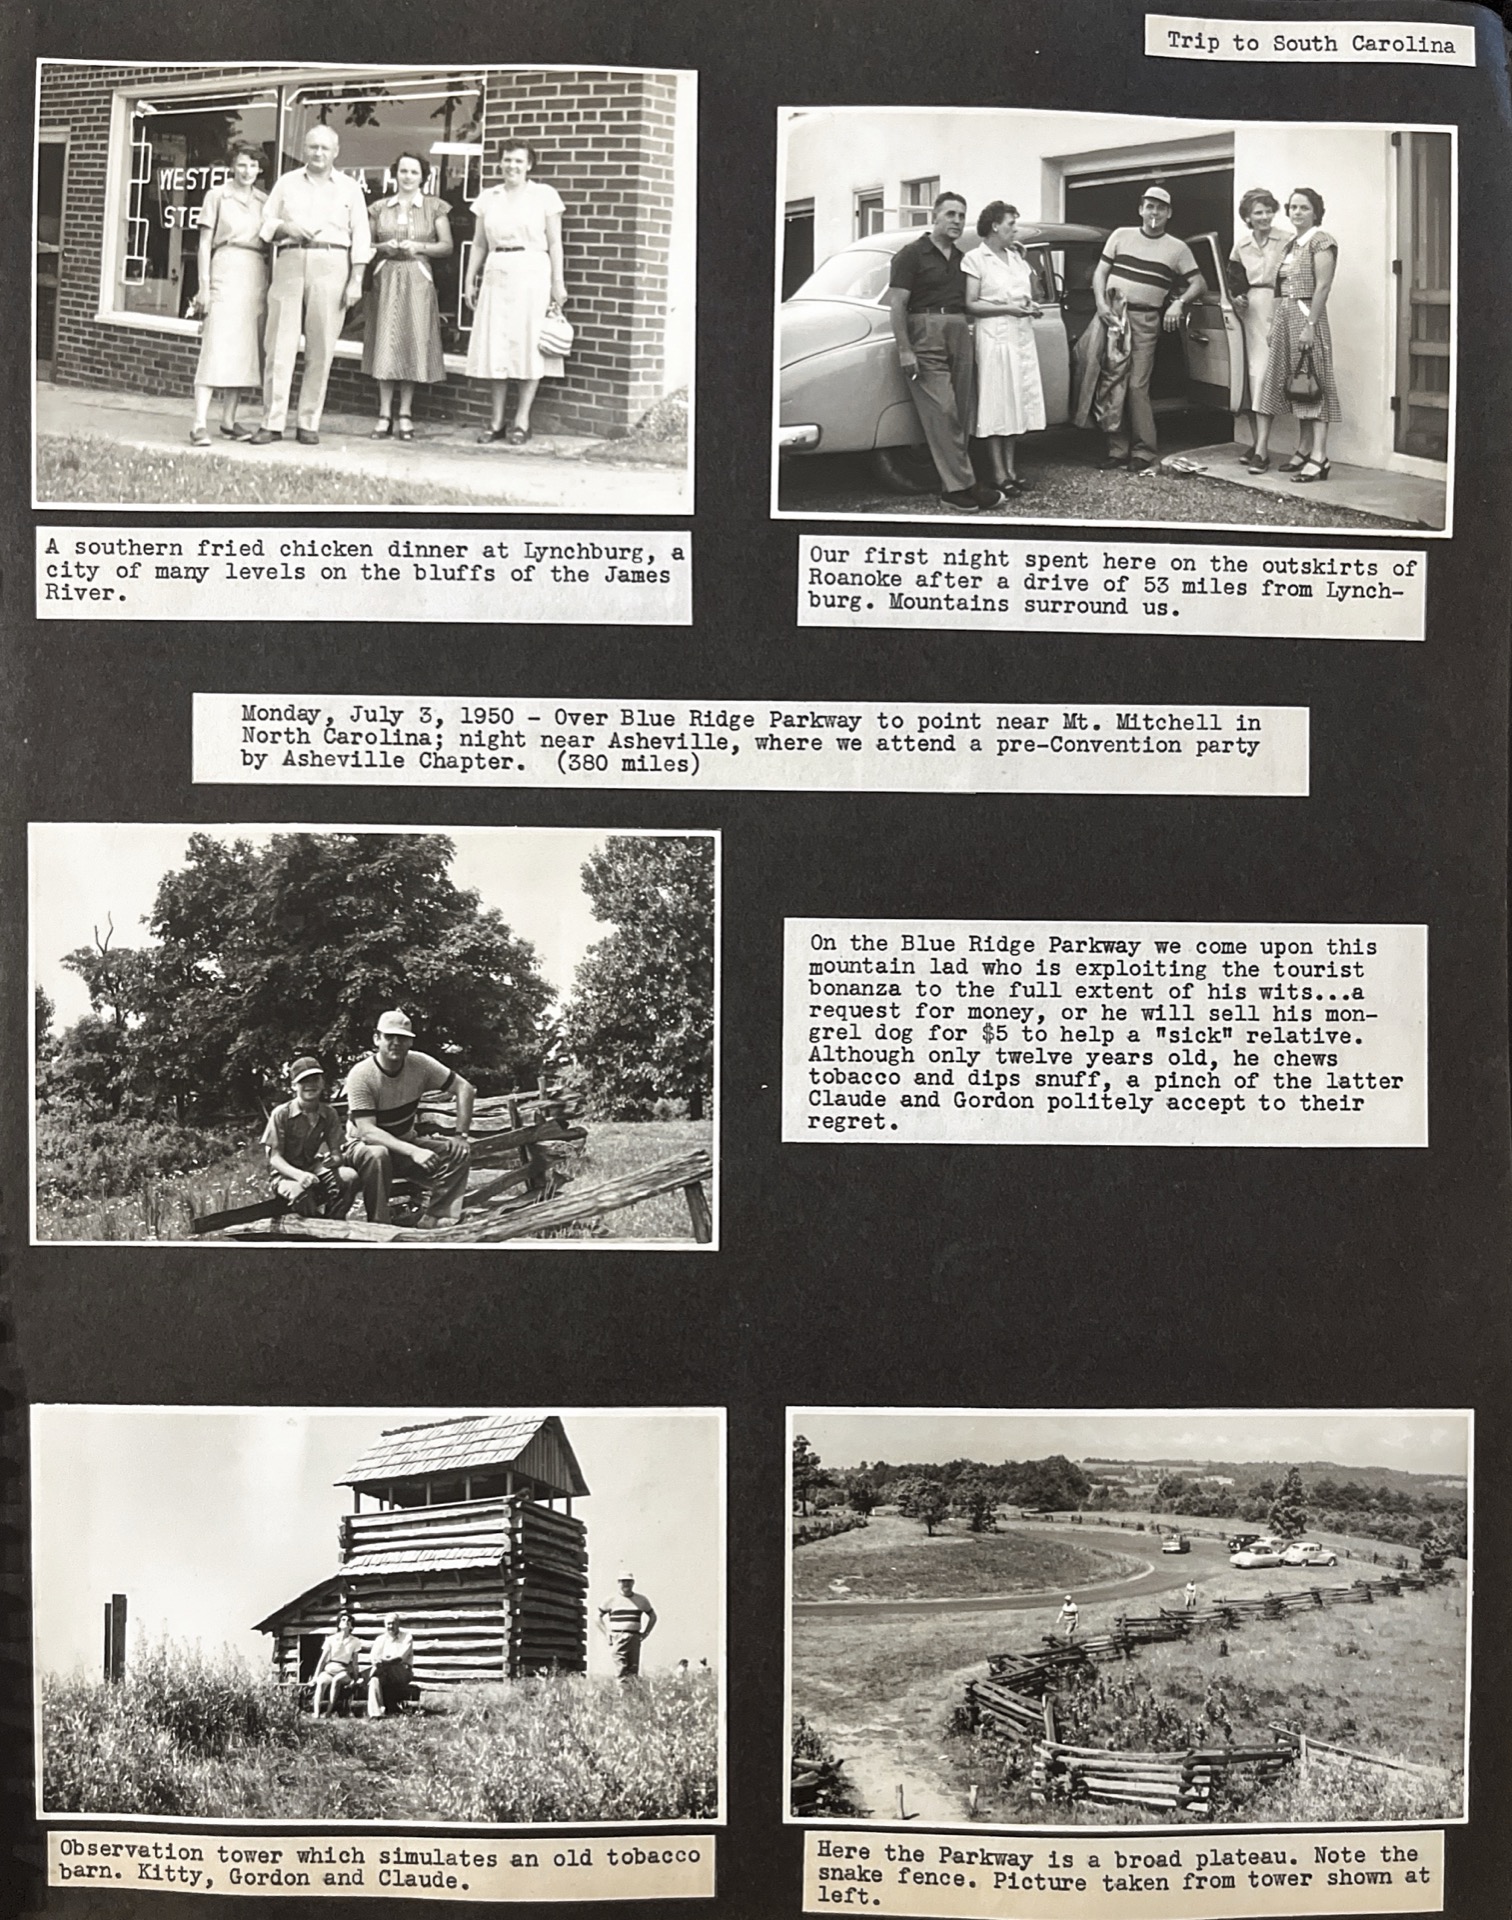 Trip to South Carolina
STE
A southern fried chicken dinner at Lynchburg, a
city of many levels on the bluffs of the James
River.
Our first night spent here on the outskirts of
Roanoke after a drive of 53 miles from Lynch-
burg. Mountains surround us.
Monday, July 3, 1950 - Over Blue Ridge Parkway to point near Mt. Mitchell in
North Carolina; night near Asheville, where we attend a pre-Convention party
by Asheville Chapter. (380 miles)
On the Blue Ridge Parkway we come upon this
mountain lad who is exploiting the tourist
bonanza to the full extent of his wits...a
request for money, or he will sell his mon-
grel dog for $5 to help a "sick" relative.
Although only twelve years old, he chews
tobacco and dips snuff, a pinch of the latter
Claude and Gordon politely accept to their
regret.
Observation tower which simulates an old tobacco
barn. Kitty, Gordon and Claude.
Here the Parkway is a broad plateau. Note the
snake fence. Picture taken from tower shown at
left.